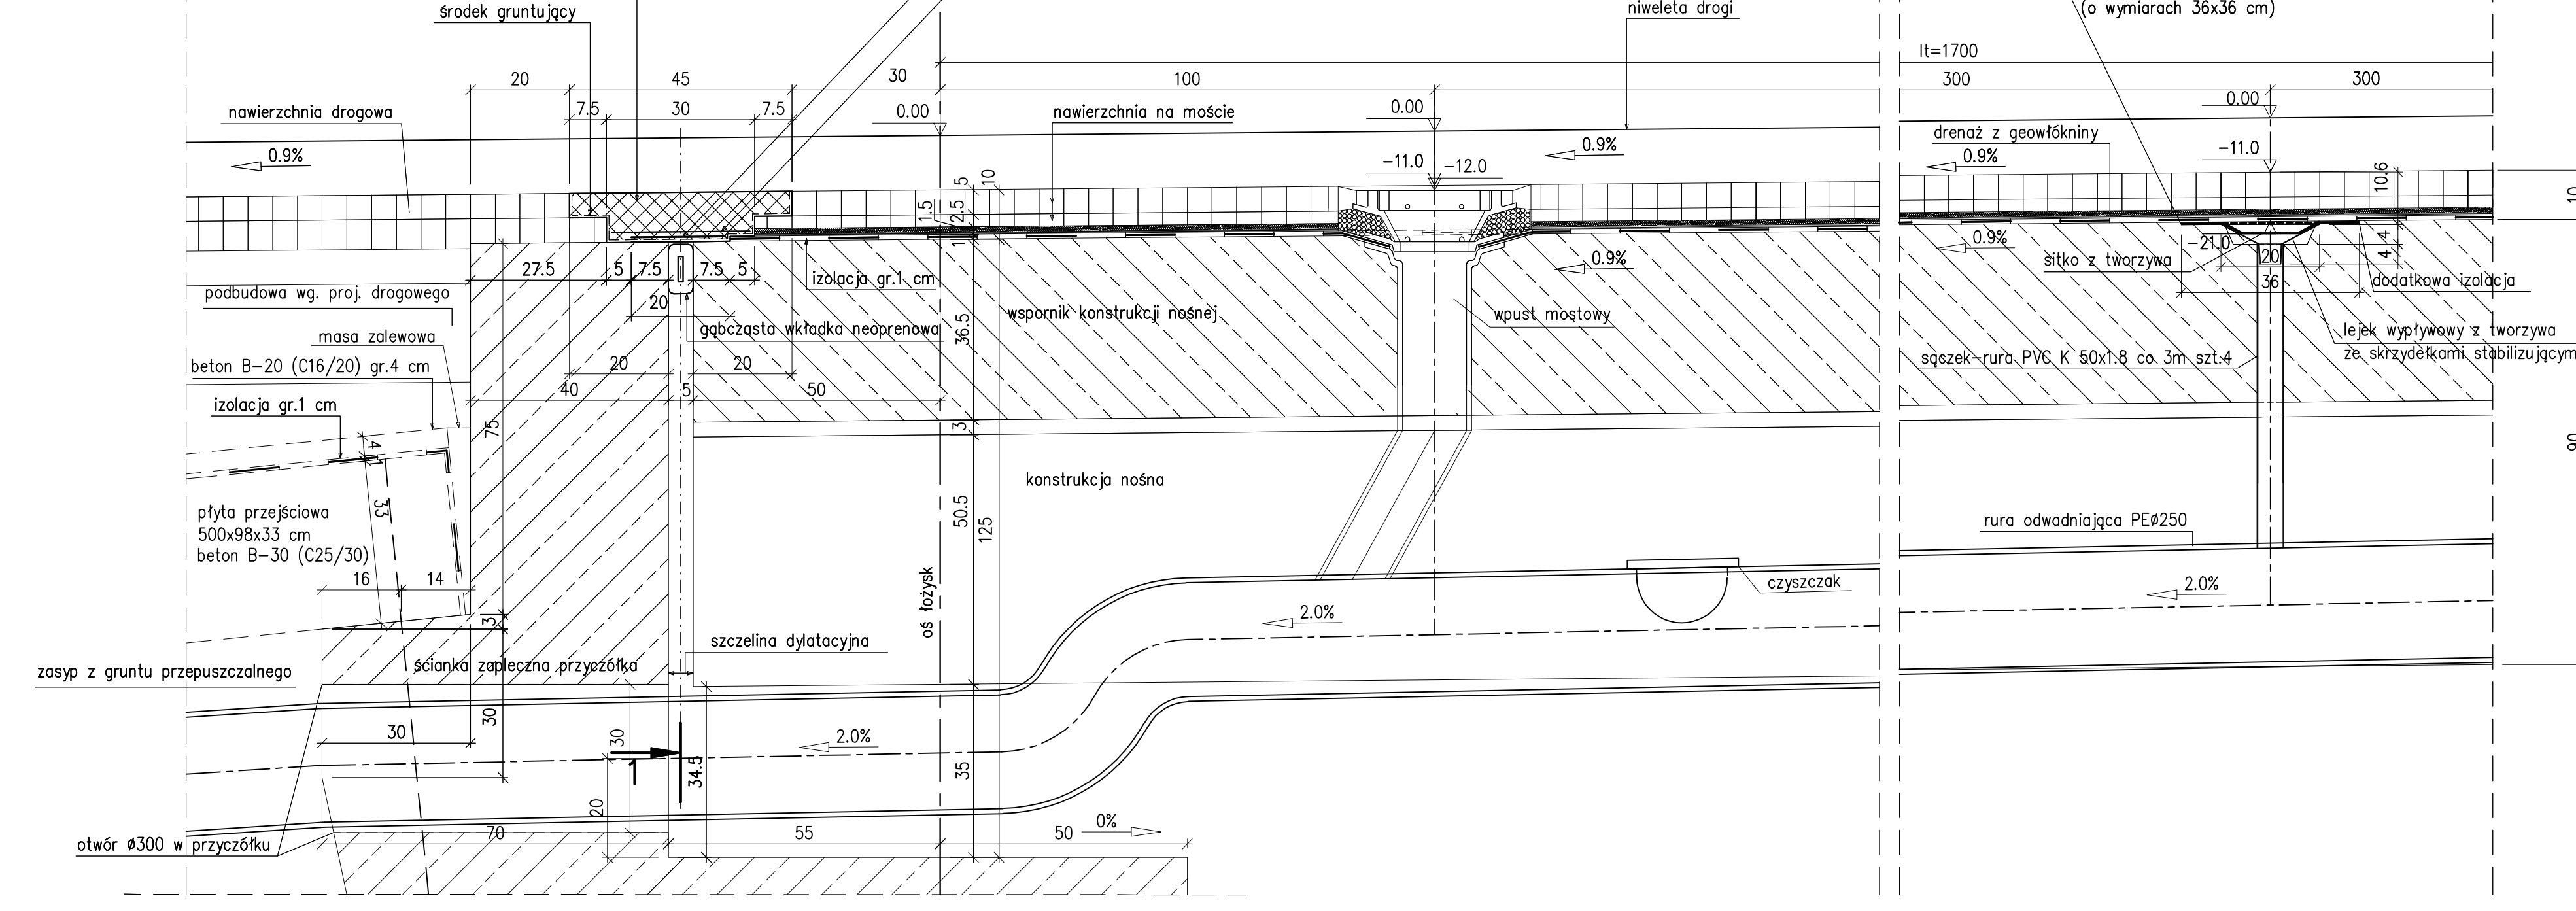 środek gruntujący
niweleta drogi
(o wymiarach 36x36 cm)
lt=1700
20
45
30
100
300
300
7.5
30
7.5
0.00
0.00
0.00
nawierzchnia drogowa
nawierzchnia na moście
drenaż z geowłókniny
0.9%
0.9%
0.9%
-11.0
-12.0
-11.0
5
10
10.6
10
1.5
2.5
1
27.5
5
7.5
7.5
5
izolacja gr.1 cm
0.9%
0.9%
-21.0
4
4
sitko z tworzywa
20
36
dodatkowa izolacja
podbudowa wg. proj. drogowego
20
gąbczasta wkładka neoprenowa
36.5
wspornik konstrukcji nośnej
wpust mostowy
lejek wypływowy z tworzywa
ze skrzydełkami stabilizującym
masa zalewowa
sączek-rura PVC K 50x1.8 co 3m szt.4
beton B-20 (C16/20) gr.4 cm
20
20
40
5
50
izolacja gr.1 cm
75
3
4
1
90
33
konstrukcja nośna
50.5
125
płyta przejściowa
500x98x33 cm
beton B-30 (C25/30)
rura odwadniająca PEø250
16
14
czyszczak
2.0%
2.0%
3
oś łożysk
szczelina dylatacyjna
ścianka zapleczna przyczółka
zasyp z gruntu przepuszczalnego
30
30
30
2.0%
1
34.5
35
20
70
55
50
0%
otwór ø300 w przyczółku